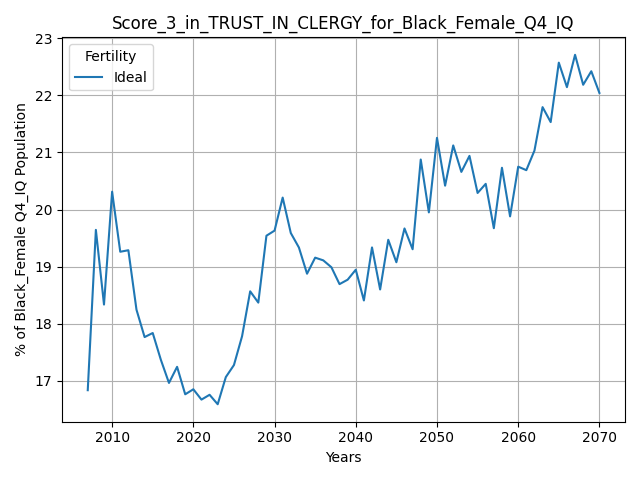 Score_3_in_TRUST_IN_CLERGY_for_Black_Female_Q4_IQ
Fertility
Ideal
% of Black_Female Q4_IQ Population
23
22
21
20
19
18
17
2010 2020 2030 2040 2050 2060 2070
Years